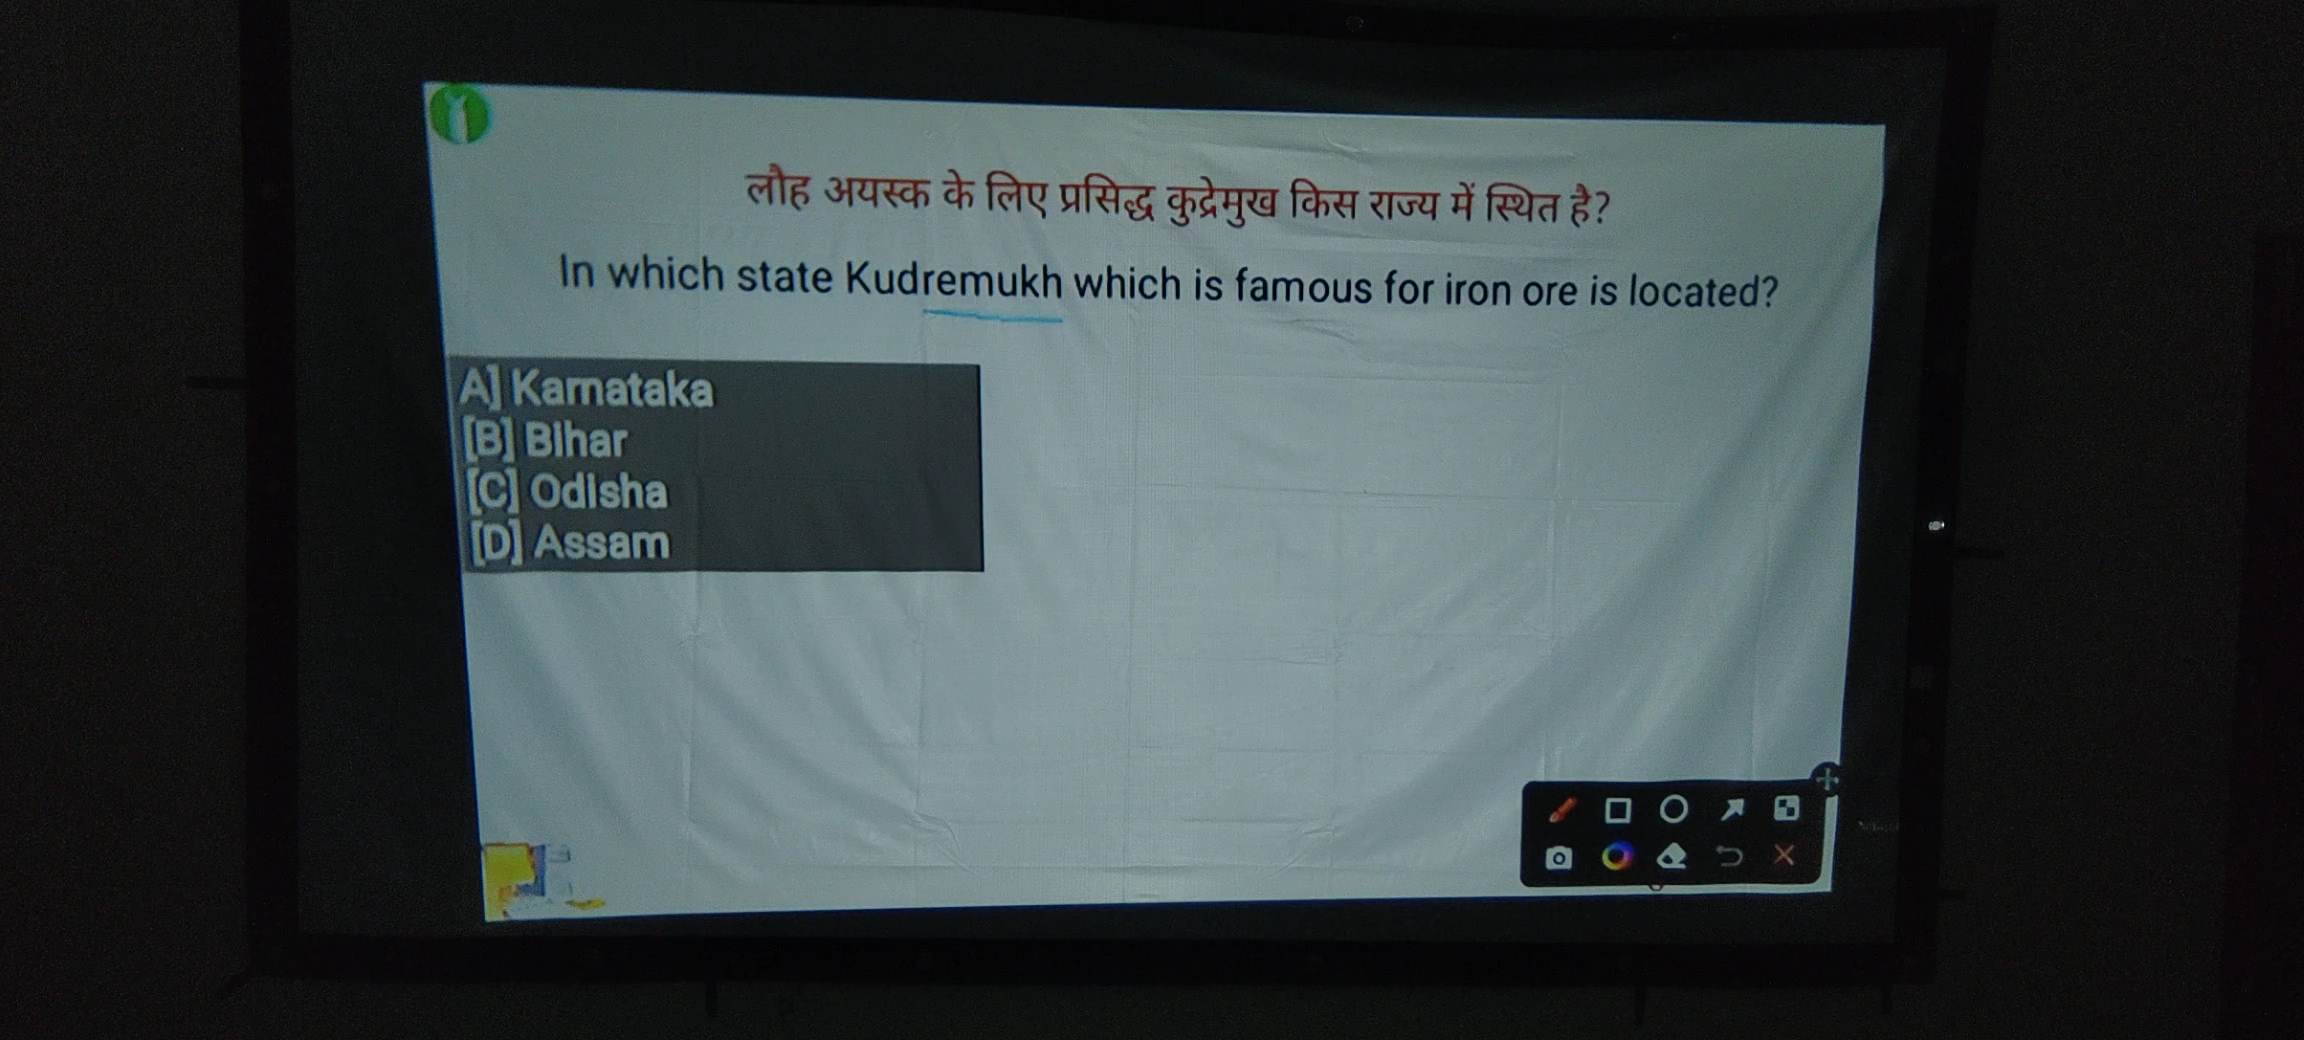 लौह अयस्क के लिए प्रसिद्ध कुद्रेमुख किस राज्य में स्थित है?
In which state Kudremukh which is famous for iron ore is located?
A] Karnataka
[B] Bihar
[C] Odisha
[D] Assam